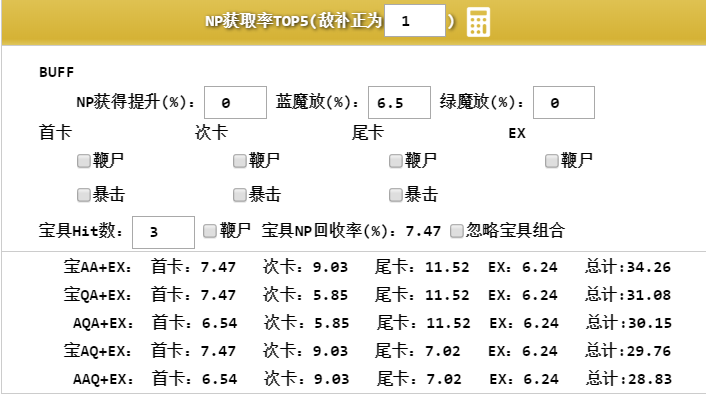 NP获取率TOP5(敌补正为 1 )
BUFF
NP获得提升(%): 0 蓝魔放(%): 6.5 绿魔放(%): 0
首卡 次卡 尾卡 EX
鞭尸 鞭尸 鞭尸 鞭尸
暴击 暴击 暴击
宝具Hit数: 3 鞭尸 宝具NP回收率(%): 7.47 忽略宝具组合
宝AA+EX: 首卡:7.47 次卡:9.03 尾卡:11.52 EX:6.24 总计:34.26
宝QA+EX: 首卡:7.47 次卡:5.85 尾卡:11.52 EX:6.24 总计:31.08
AQA+EX: 首卡:6.54 次卡:5.85 尾卡:11.52 EX:6.24 总计:30.15
宝AQ+EX: 首卡:7.47 次卡:9.03 尾卡:7.02 EX:6.24 总计:29.76
AAQ+EX: 首卡:6.54 次卡:9.03 尾卡:7.02 EX:6.24 总计:28.83